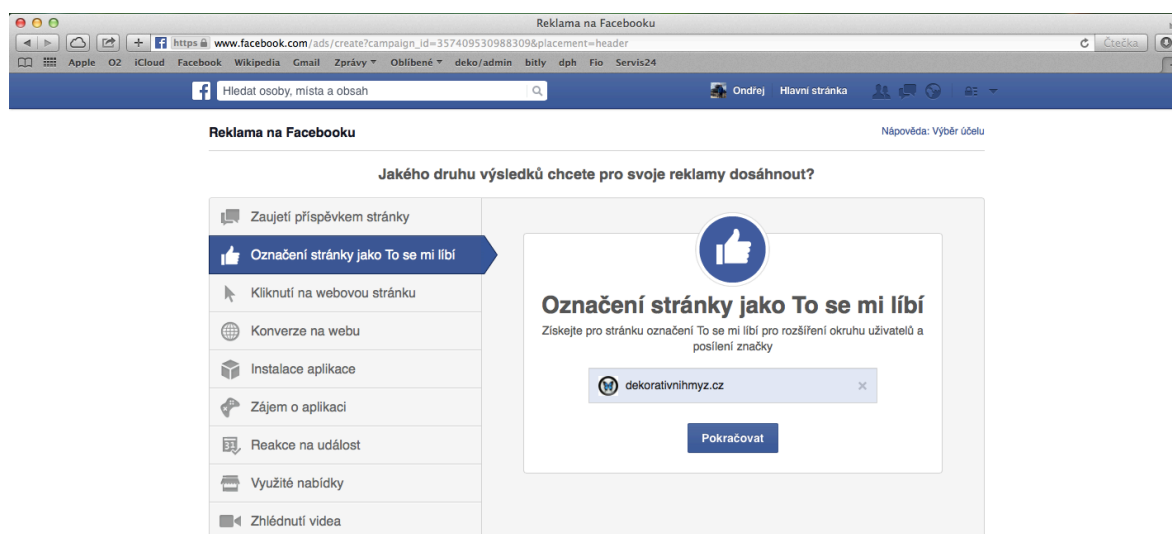 Reklama na Facebooku
https www.facebook.com/ads/create?campaign_id=357409530988309&placement=header
Čtečka
Apple O2 iCloud Facebook Wikipedia Gmail Zprávy Oblíbené deko/admin bitly dph Fio Servis24
Hledat osoby, místa a obsah
Ondřej Hlavní stránka
Reklama na Facebooku
Nápověda: Výběr účelu
Jakého druhu výsledků chcete pro svoje reklamy dosáhnout?
Zaujetí příspěvkem stránky
Označení stránky jako To se mi líbí
Kliknutí na webovou stránku
Konverze na webu
Instalace aplikace
Zájem o aplikaci
Reakce na událost
Využité nabídky
Zhlédnutí videa
Označení stránky jako To se mi líbí
Získejte pro stránku označení To se mi líbí pro rozšíření okruhu uživatelů a
posílení značky
dekorativnihmyz.cz
Pokračovat